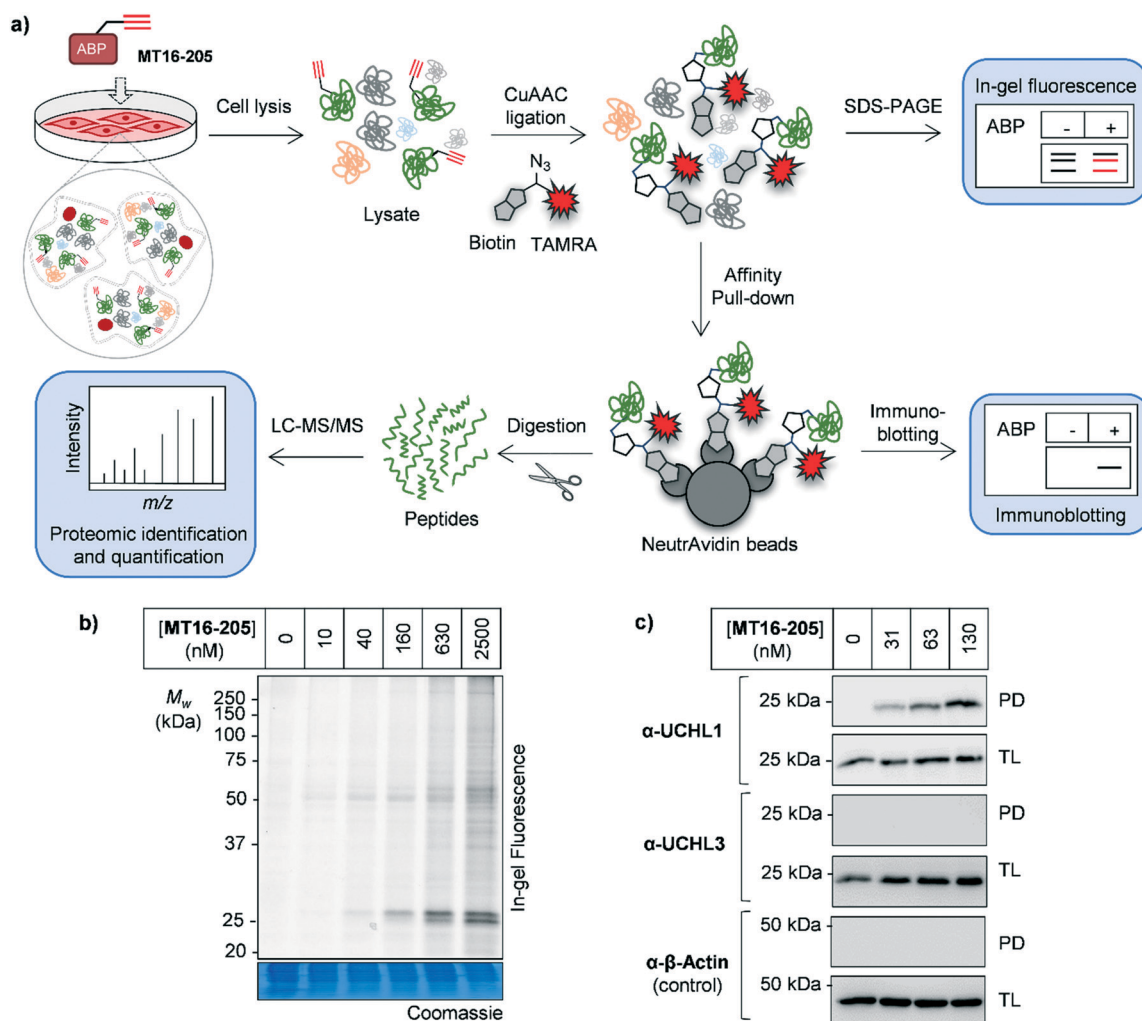 a)
ABP
MT16-205
Cell lysis
Lysate
CuAAC
ligation
N3
Biotin TAMRA
SDS-PAGE
In-gel fluorescence
ABP - +
Affinity
Pull-down
NeutrAvidin beads
Immuno-
blotting
ABP - +
Immunoblotting
Digestion
Peptides
LC-MS/MS
Intensity
m/z
Proteomic identification
and quantification
b)
[MT16-205]
(nM)
0 10 40 160 630 2500
Mw
(kDa)
250
150
100
75
50
37
25
20
In-gel Fluorescence
Coomassie
c)
[MT16-205]
(nM)
0 31 63 130
α-UCHL1
25 kDa PD
25 kDa TL
α-UCHL3
25 kDa PD
25 kDa TL
α-β-Actin
(control)
50 kDa PD
50 kDa TL